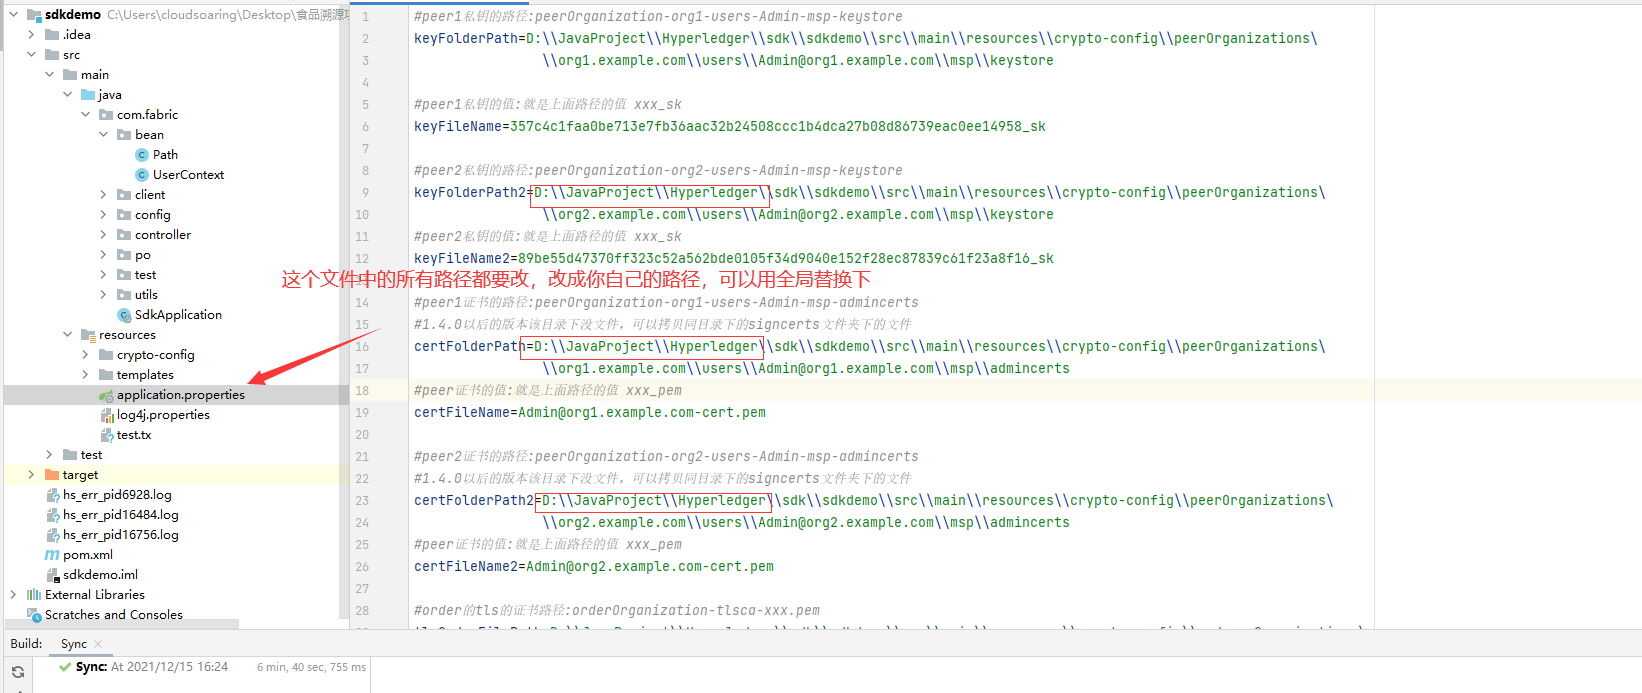 sdkdemo C:\Users\cloudsoaring\Desktop\食品溯源项
.idea
src
main
java
com.fabric
bean
Path
UserContext
client
config
controller
po
test
utils
SdkApplication
resources
crypto-config
templates
application.properties
log4j.properties
test.tx
test
target
hs_err_pid6928.log
hs_err_pid16484.log
hs_err_pid16756.log
pom.xml
sdkdemo.iml
External Libraries
Scratches and Consoles
1 #peer1私钥的路径:peerOrganization-org1-users-Admin-msp-keystore
2 keyFolderPath=D:\\JavaProject\\Hyperledger\\sdk\\sdkdemo\\src\\main\\resources\\crypto-config\\peerOrganizations\
3 \\org1.example.com\\users\\Admin@org1.example.com\\msp\\keystore
4
5 #peer1私钥的值:就是上面路径的值 xxx_sk
6 keyFileName=357c4c1faa0be713e7fb36aac32b24508ccc1b4dca27b08d86739eac0ee14958_sk
7
8 #peer2私钥的路径:peerOrganization-org2-users-Admin-msp-keystore
9 keyFolderPath2=D:\\JavaProject\\Hyperledger\\sdk\\sdkdemo\\src\\main\\resources\\crypto-config\\peerOrganizations\
10 \\org2.example.com\\users\\Admin@org2.example.com\\msp\\keystore
11 #peer2私钥的值:就是上面路径的值 xxx_sk
12 keyFileName2=89be55d47370ff323c52a562bde0105f34d9040e152f28ec87839c61f23a8f16_sk
这个文件中的所有路径都要改，改成你自己的路径，可以用全局替换下
14 #peer1证书的路径:peerOrganization-org1-users-Admin-msp-admincerts
15 #1.4.0以后的版本该目录下没文件，可以拷贝同目录下的signcerts文件夹下的文件
16 certFolderPath=D:\\JavaProject\\Hyperledger\\sdk\\sdkdemo\\src\\main\\resources\\crypto-config\\peerOrganizations\
17 \\org1.example.com\\users\\Admin@org1.example.com\\msp\\admincerts
18 #peer证书的值:就是上面路径的值 xxx_pem
19 certFileName=Admin@org1.example.com-cert.pem
20
21 #peer2证书的路径:peerOrganization-org2-users-Admin-msp-admincerts
22 #1.4.0以后的版本该目录下没文件，可以拷贝同目录下的signcerts文件夹下的文件
23 certFolderPath2=D:\\JavaProject\\Hyperledger\\sdk\\sdkdemo\\src\\main\\resources\\crypto-config\\peerOrganizations\
24 \\org2.example.com\\users\\Admin@org2.example.com\\msp\\admincerts
25 #peer证书的值:就是上面路径的值 xxx_pem
26 certFileName2=Admin@org2.example.com-cert.pem
27
28 #order的tls的证书路径:orderOrganization-tlsca-xxx.pem
Build: Sync
Sync: At 2021/12/15 16:24 6 min, 40 sec, 755 ms